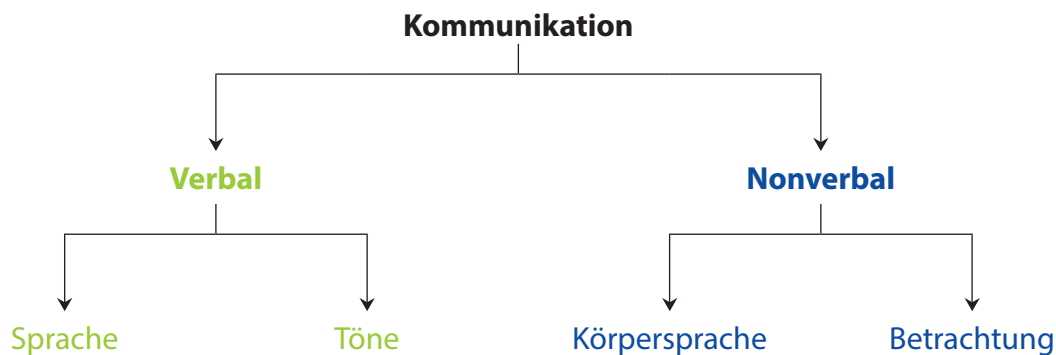 Kommunikation
Verbal
Nonverbal
Sprache
Töne
Körpersprache
Betrachtung